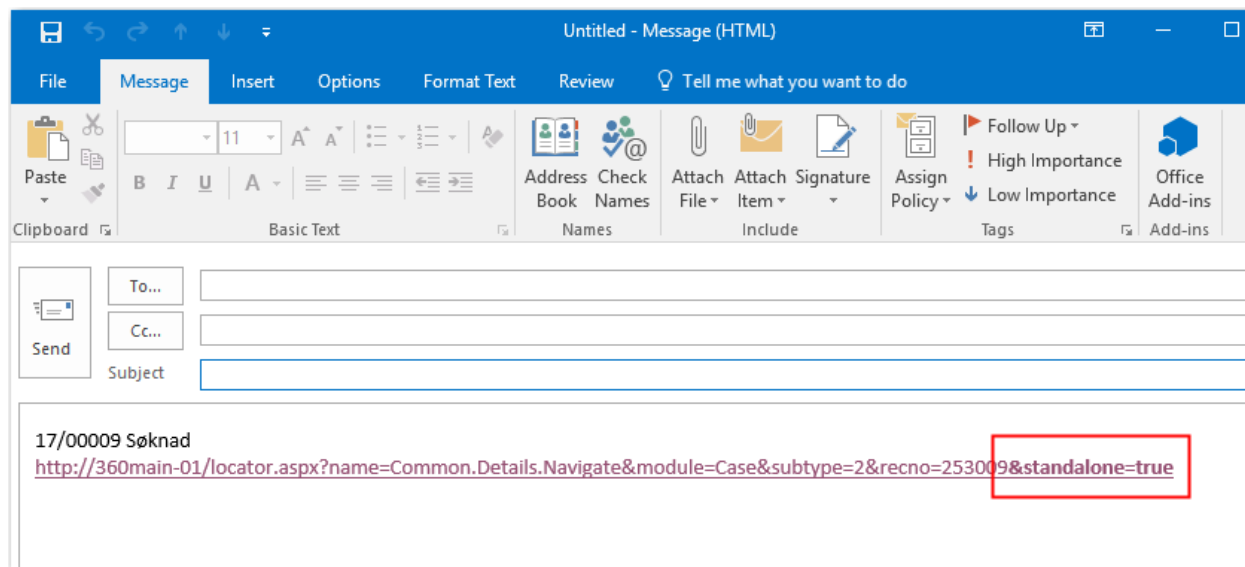 Untitled - Message (HTML)
File Message Insert Options Format Text Review Tell me what you want to do
Paste
Clipboard
11
A A
B I U A
Basic Text
Address Book
Check Names
Names
Attach File
Attach Item
Signature
Include
Assign Policy
Follow Up
! High Importance
Low Importance
Tags
Office Add-ins
Add-ins
Send
To...
Cc...
Subject
17/00009 Søknad
http://360main-01/locator.aspx?name=Common.Details.Navigate&module=Case&subtype=2&recno=253009&standalone=true